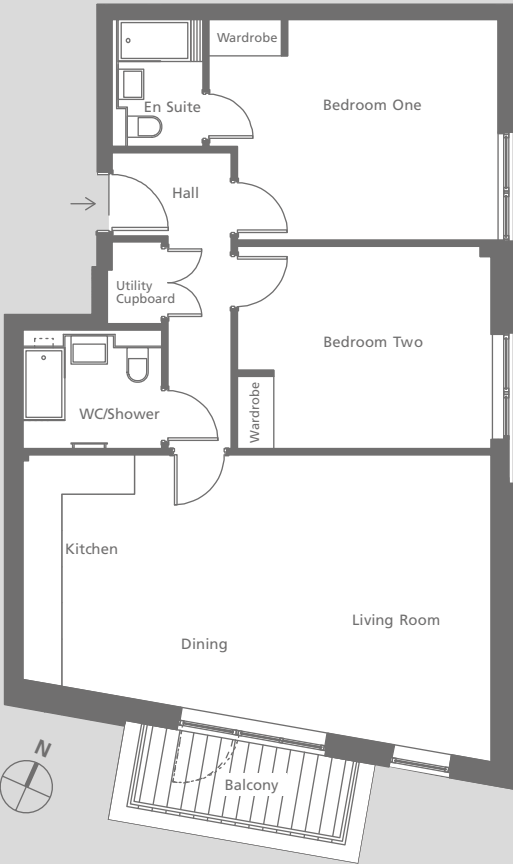 Wardrobe
En Suite
Bedroom One
Hall
Utility
Cupboard
Bedroom Two
Wardrobe
WC/Shower
Kitchen
Living Room
Dining
N
Balcony